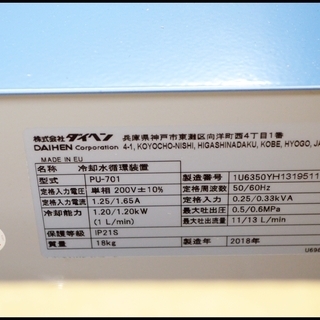 株式会社 ダイヘン 兵庫県神戸市東灘区向洋町西4丁目1番
DAIHEN Corporation 4-1, KOYOCHO-NISHI, HIGASHINADAKU, KOBE, HYOGO, JA
MADE IN EU
名称 冷却水循環装置
型式 PU-701 製造番号 1U6350YH1319511
定格入力電圧 単相 200V±10% 定格周波数 50/60Hz
定格入力電流 1.25/1.65A 定格入力 0.25/0.33kVA
冷却能力 1.20/1.20kW 最大吐出圧 0.5/0.6MPa
(1 L/min) 最大吐出流量 11/13 L/min
保護等級 IP21S
質量 18kg 製造年 2018年